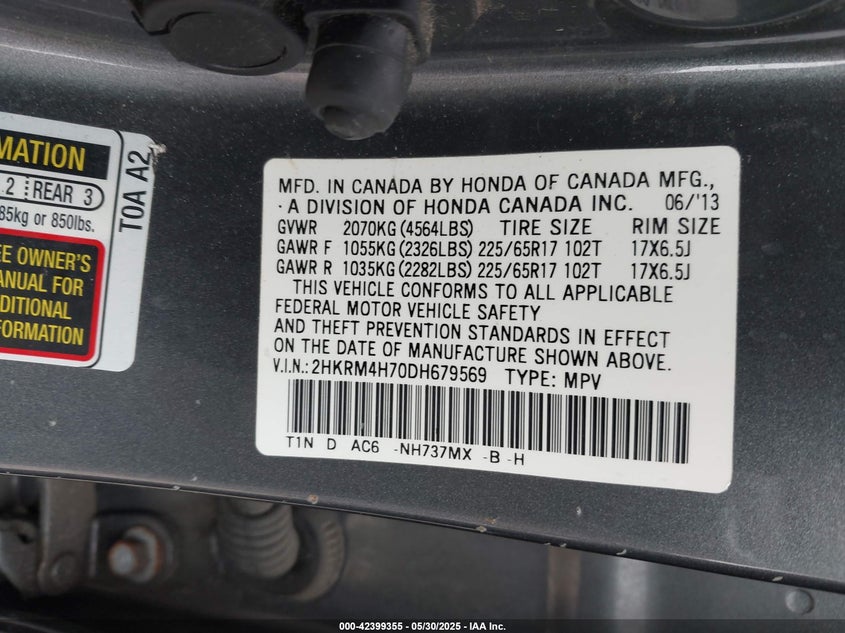 MATION
2 REAR 3
85kg or 850lbs.
EE OWNER'S
ANUAL FOR
DITIONAL
FORMATION
T0A A2
MFD. IN CANADA BY HONDA OF CANADA MFG.,
A DIVISION OF HONDA CANADA INC. 06/'13
GVWR 2070KG (4564LBS) TIRE SIZE RIM SIZE
GAWR F 1055KG (2326LBS) 225/65R17 102T 17X6.5J
GAWR R 1035KG (2282LBS) 225/65R17 102T 17X6.5J
THIS VEHICLE CONFORMS TO ALL APPLICABLE
FEDERAL MOTOR VEHICLE SAFETY
AND THEFT PREVENTION STANDARDS IN EFFECT
ON THE DATE OF MANUFACTURE SHOWN ABOVE.
V.I.N.: 2HKRM4H70DH679569 TYPE: MPV
T1N D AC6 -NH737MX -B -H
000-42399355 - 05/30/2025 - IAA Inc.